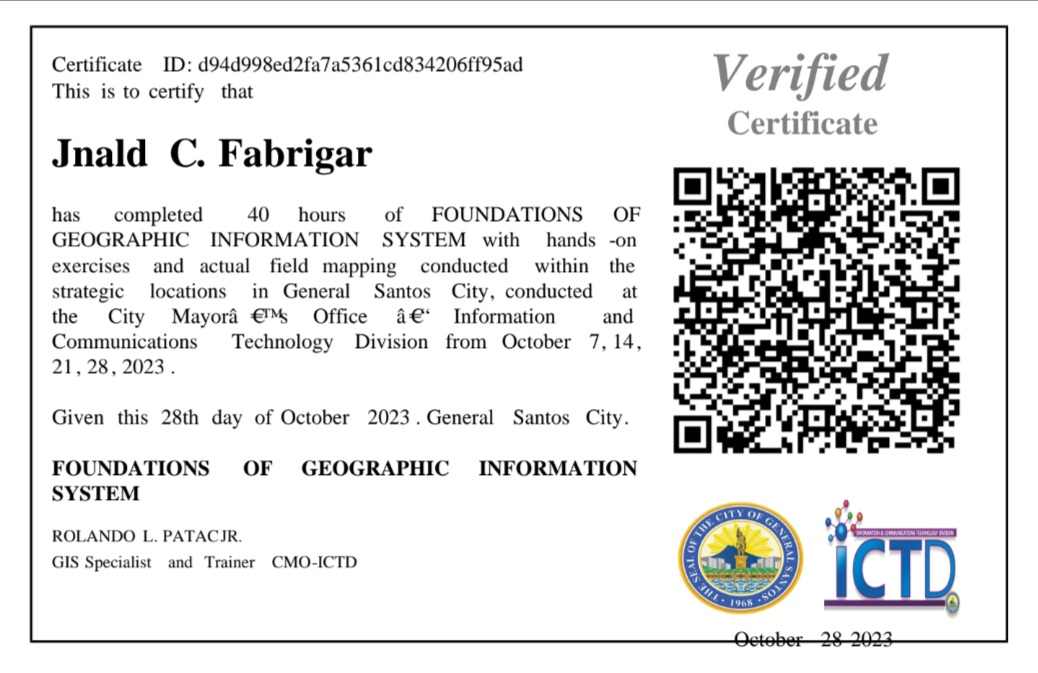 Certificate ID: d94d998ed2fa7a5361cd834206ff95ad
This is to certify that
Jnald C. Fabrigar
has completed 40 hours of FOUNDATIONS OF
GEOGRAPHIC INFORMATION SYSTEM with hands -on
exercises and actual field mapping conducted within the
strategic locations in General Santos City, conducted at
the City Mayorâ €™s Office â€“ Information and
Communications Technology Division from October 7, 14,
21, 28, 2023 .
Given this 28th day of October 2023 . General Santos City.
FOUNDATIONS OF GEOGRAPHIC INFORMATION
SYSTEM
ROLANDO L. PATACJR.
GIS Specialist and Trainer CMO-ICTD
Verified
Certificate
THE SEAL OF THE CITY OF GENERAL SANTOS
1968
INFORMATION & COMMUNICATIONS TECHNOLOGY DIVISION
iCTD
October 28 2023